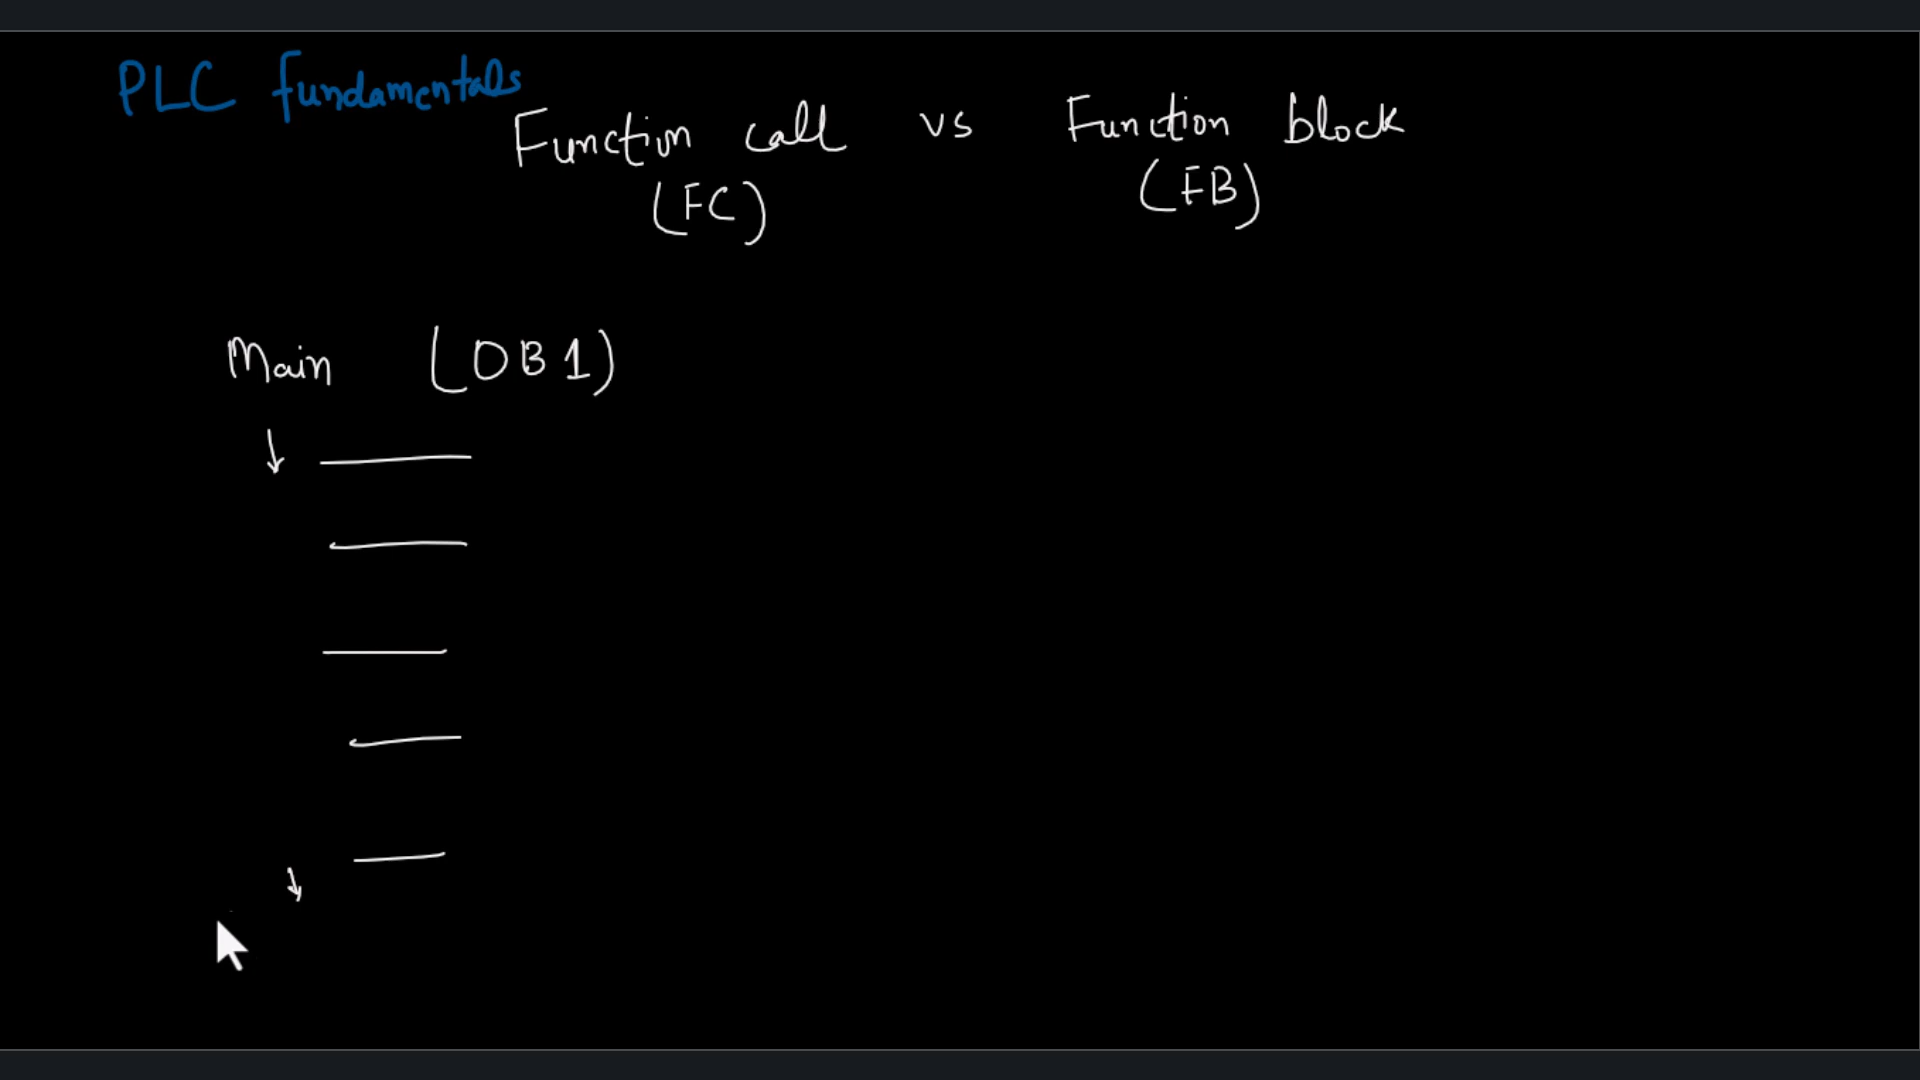 PLC fundamentals
Function call vs Function block
(FC) (FB)
Main (OB1)